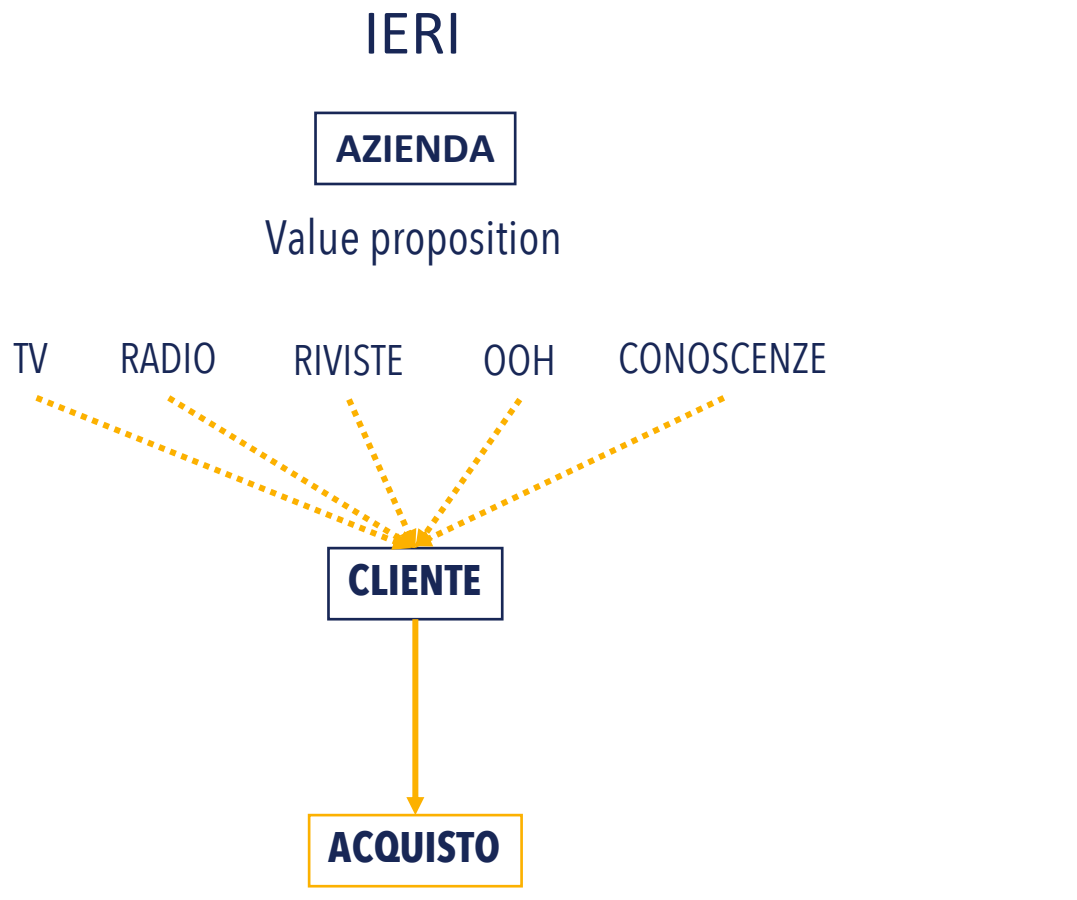 IERI
AZIENDA
Value proposition
TV RADIO RIVISTE OOH CONOSCENZE
CLIENTE
ACQUISTO